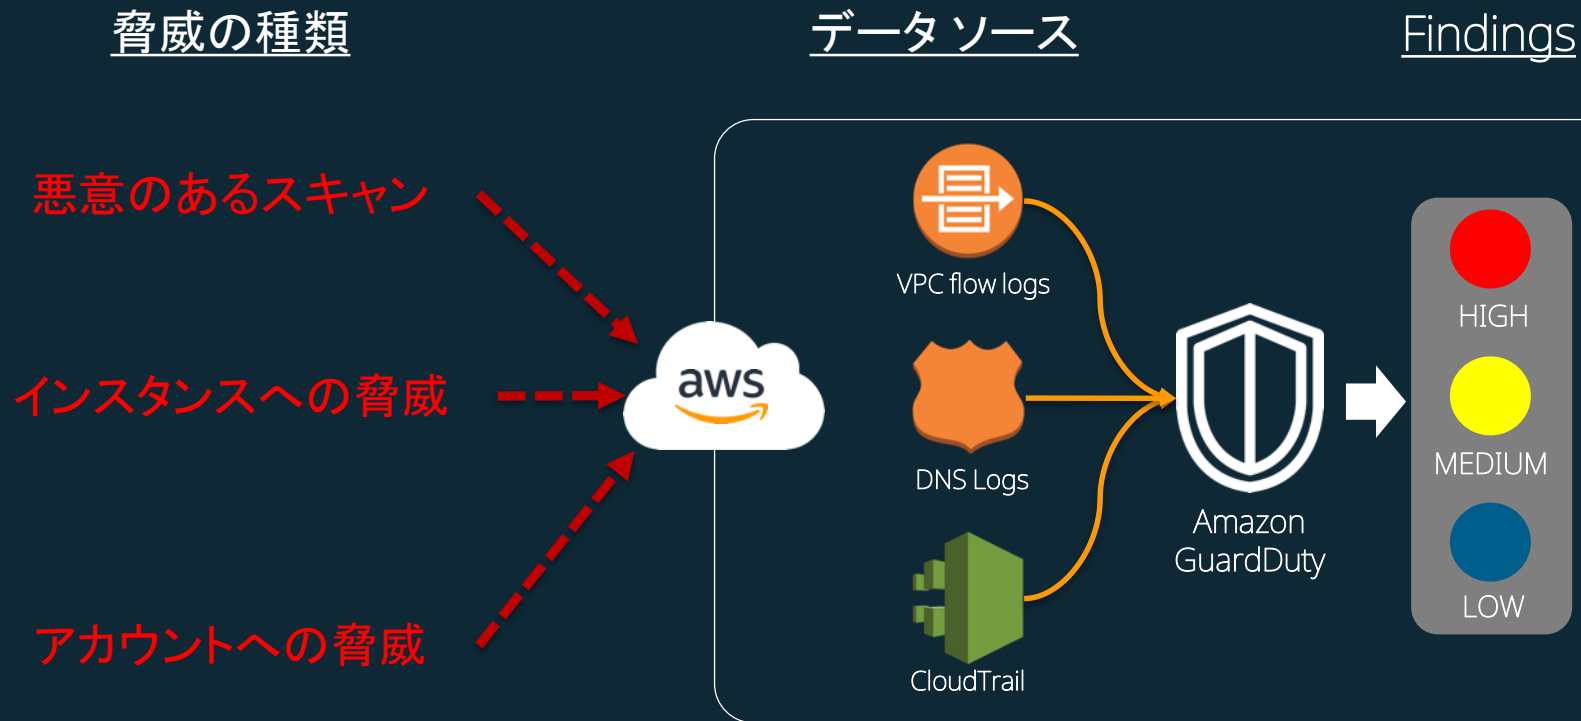 脅威の種類
データ ソース
Findings
悪意のあるスキャン
インスタンスへの脅威
アカウントへの脅威
aws
VPC flow logs
DNS Logs
CloudTrail
Amazon
GuardDuty
HIGH
MEDIUM
LOW